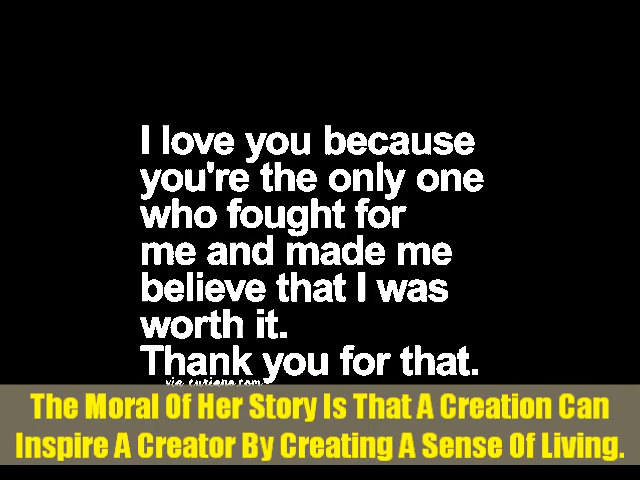 I love you because
you're the only one
who fought for
me and made me
believe that I was
worth it.
Thank you for that.
via
The Moral Of Her Story Is That A Creation Can
Inspire A Creator By Creating A Sense Of Living.